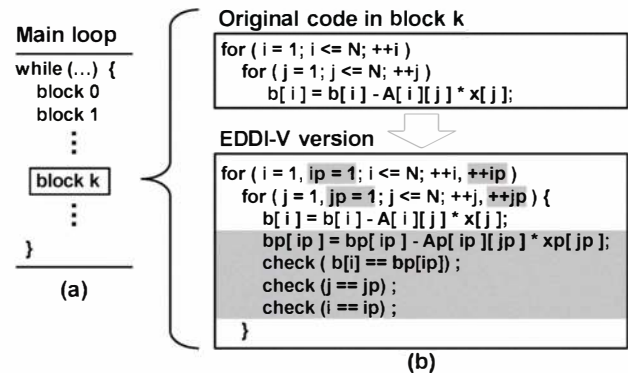 Main loop
while (...) {
block 0
block 1
⋮
block k
⋮
}
(a)
Original code in block k
for ( i = 1; i <= N; ++i )
for ( j = 1; j <= N; ++j )
b[ i ] = b[ i ] - A[ i ][ j ] * x[ j ];
EDDI-V version
for ( i = 1, ip = 1; i <= N; ++i, ++ip )
for ( j = 1, jp = 1; j <= N; ++j, ++jp ) {
b[ i ] = b[ i ] - A[ i ][ j ] * x[ j ];
bp[ ip ] = bp[ ip ] - Ap[ ip ][ jp ] * xp[ jp ];
check ( b[i] == bp[ip]) ;
check (j == jp) ;
check (i == ip) ;
}
(b)